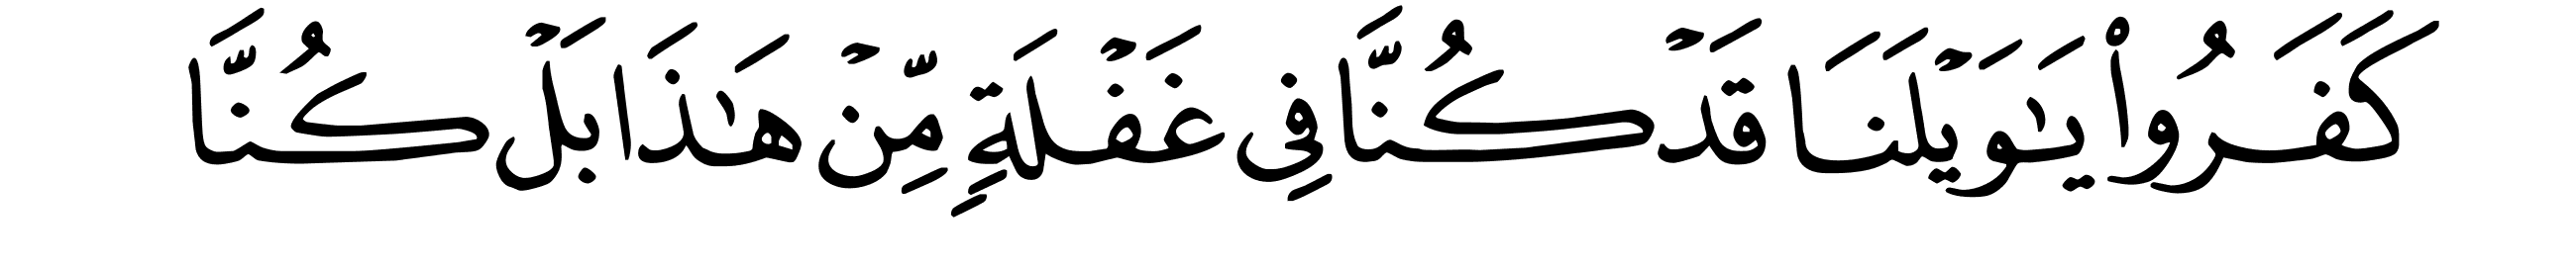 كَفَرُوا۟ يَـٰوَيْلَنَا قَدْ كُنَّا فِى غَفْلَةٍ مِّنْ هَـٰذَا بَلْ كُنَّا